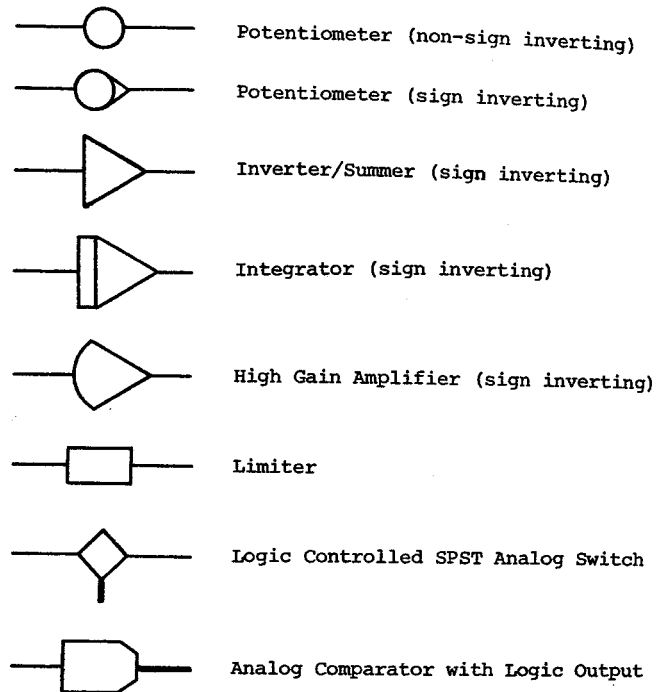 Potentiometer (non-sign inverting)
Potentiometer (sign inverting)
Inverter/Summer (sign inverting)
Integrator (sign inverting)
High Gain Amplifier (sign inverting)
Limiter
Logic Controlled SPST Analog Switch
Analog Comparator with Logic Output